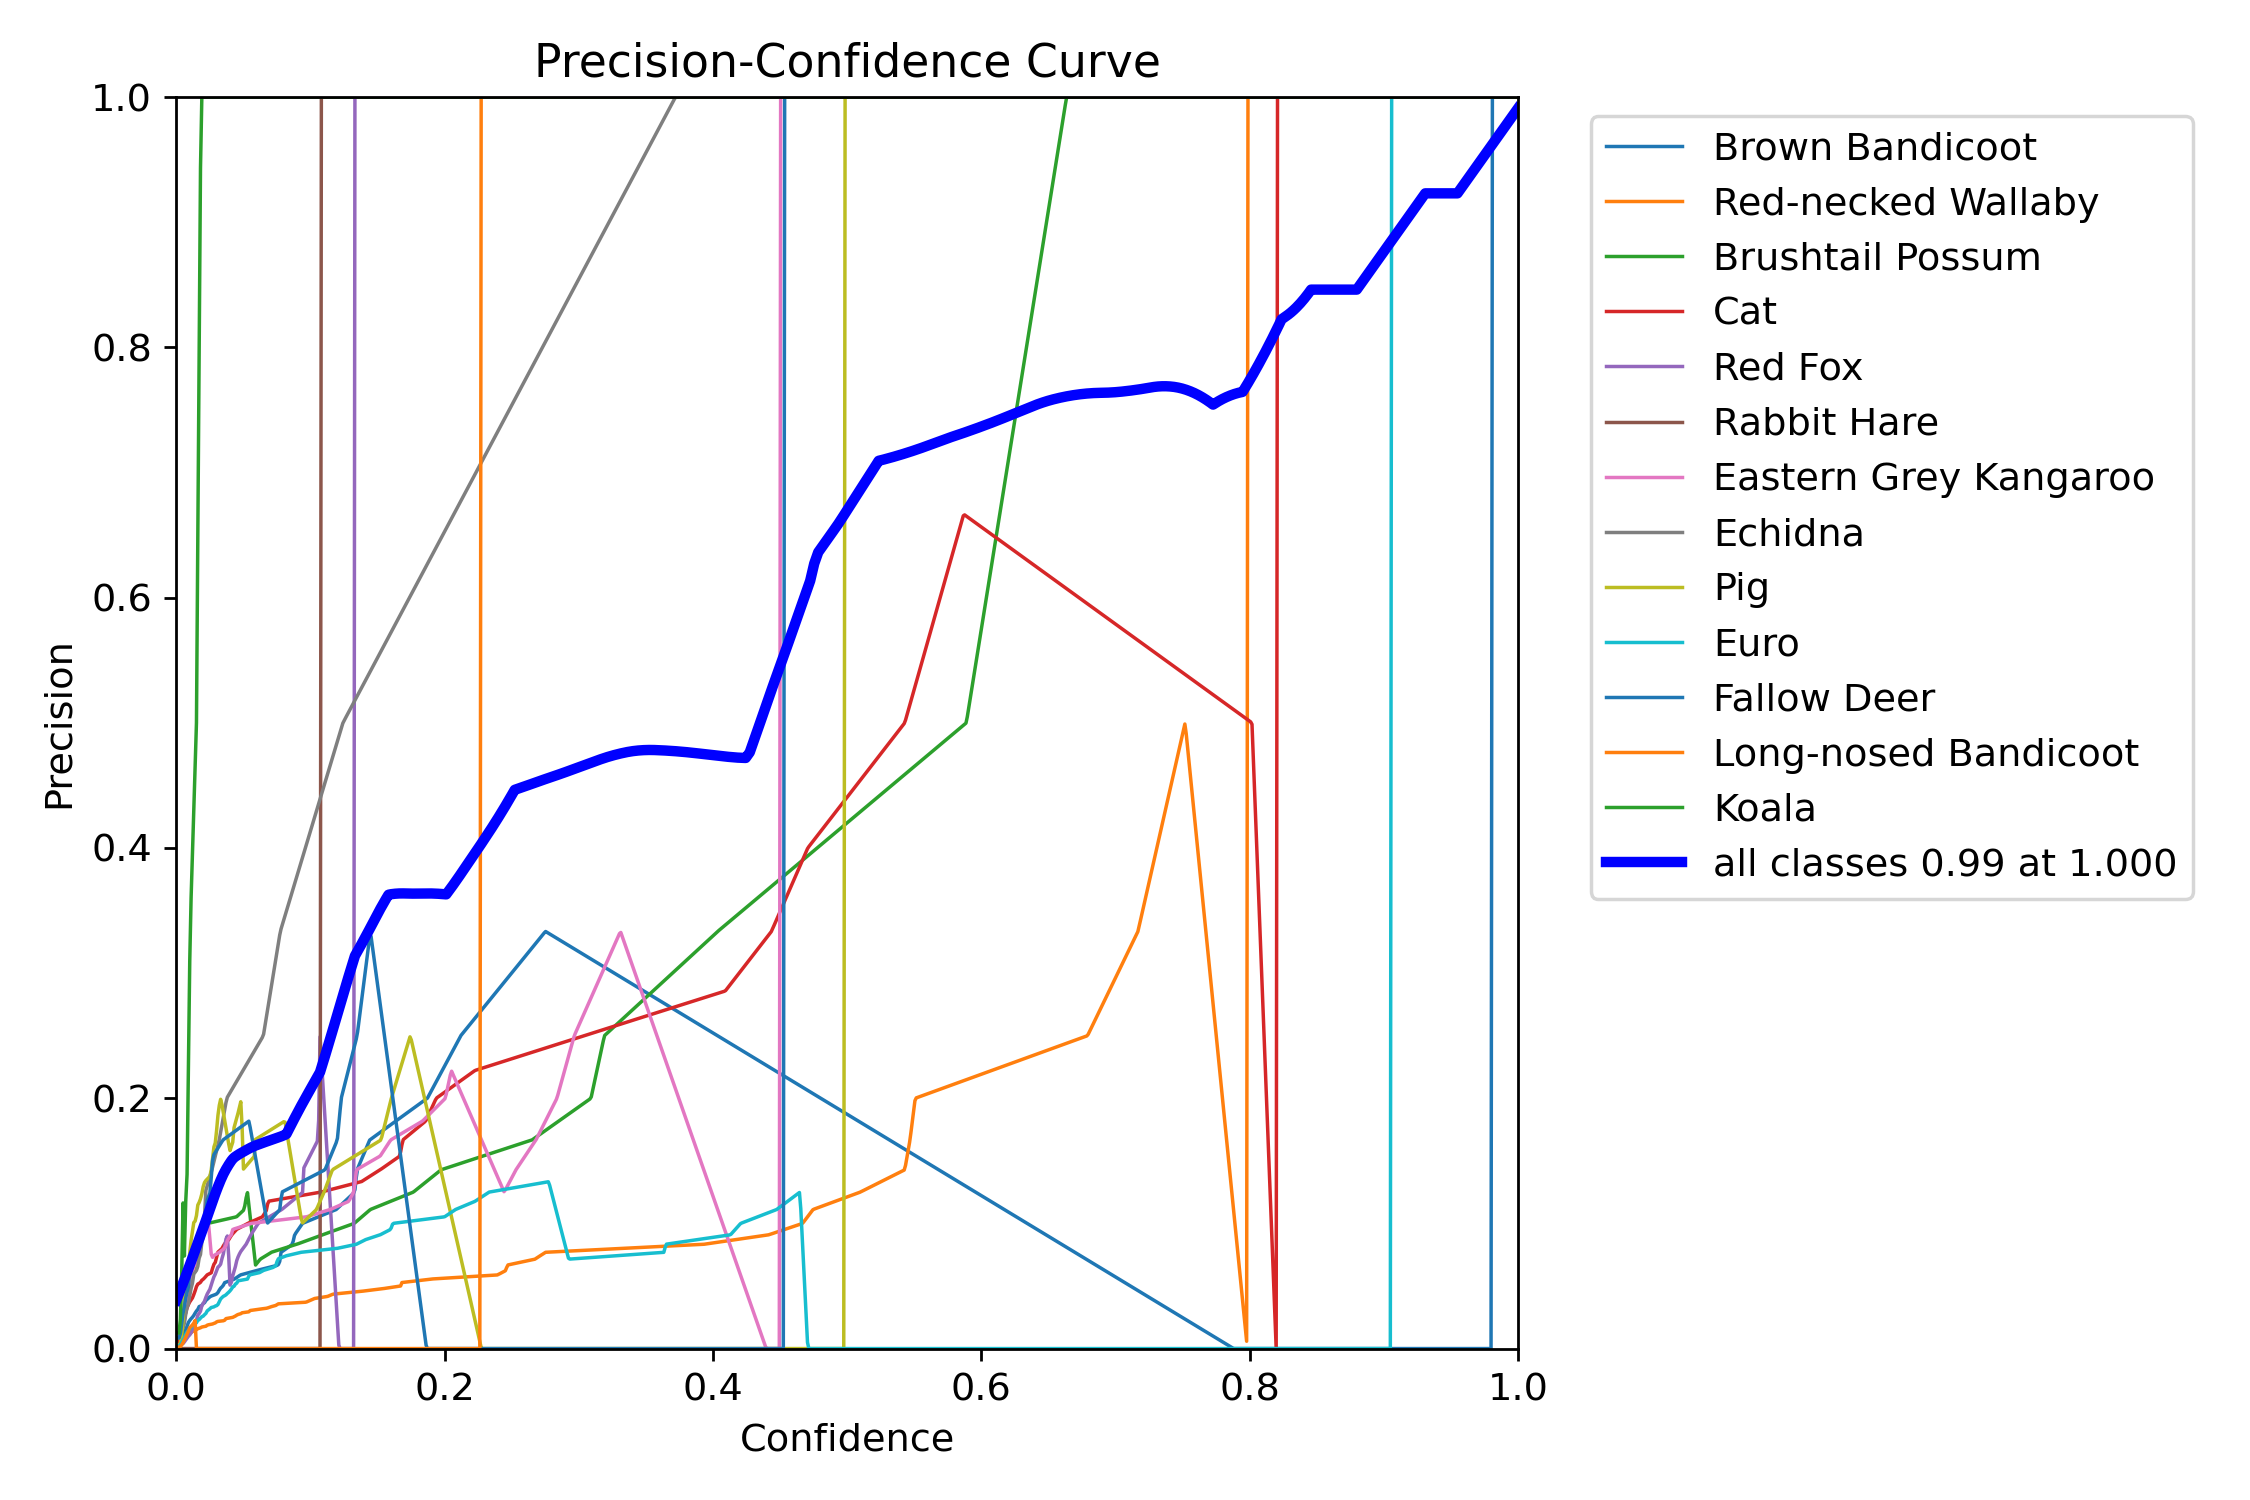 Precision-Confidence Curve
1.0
0.8
0.6
0.4
0.2
0.0
Precision
0.0 0.2 0.4 0.6 0.8 1.0
Confidence
Brown Bandicoot
Red-necked Wallaby
Brushtail Possum
Cat
Red Fox
Rabbit Hare
Eastern Grey Kangaroo
Echidna
Pig
Euro
Fallow Deer
Long-nosed Bandicoot
Koala
all classes 0.99 at 1.000